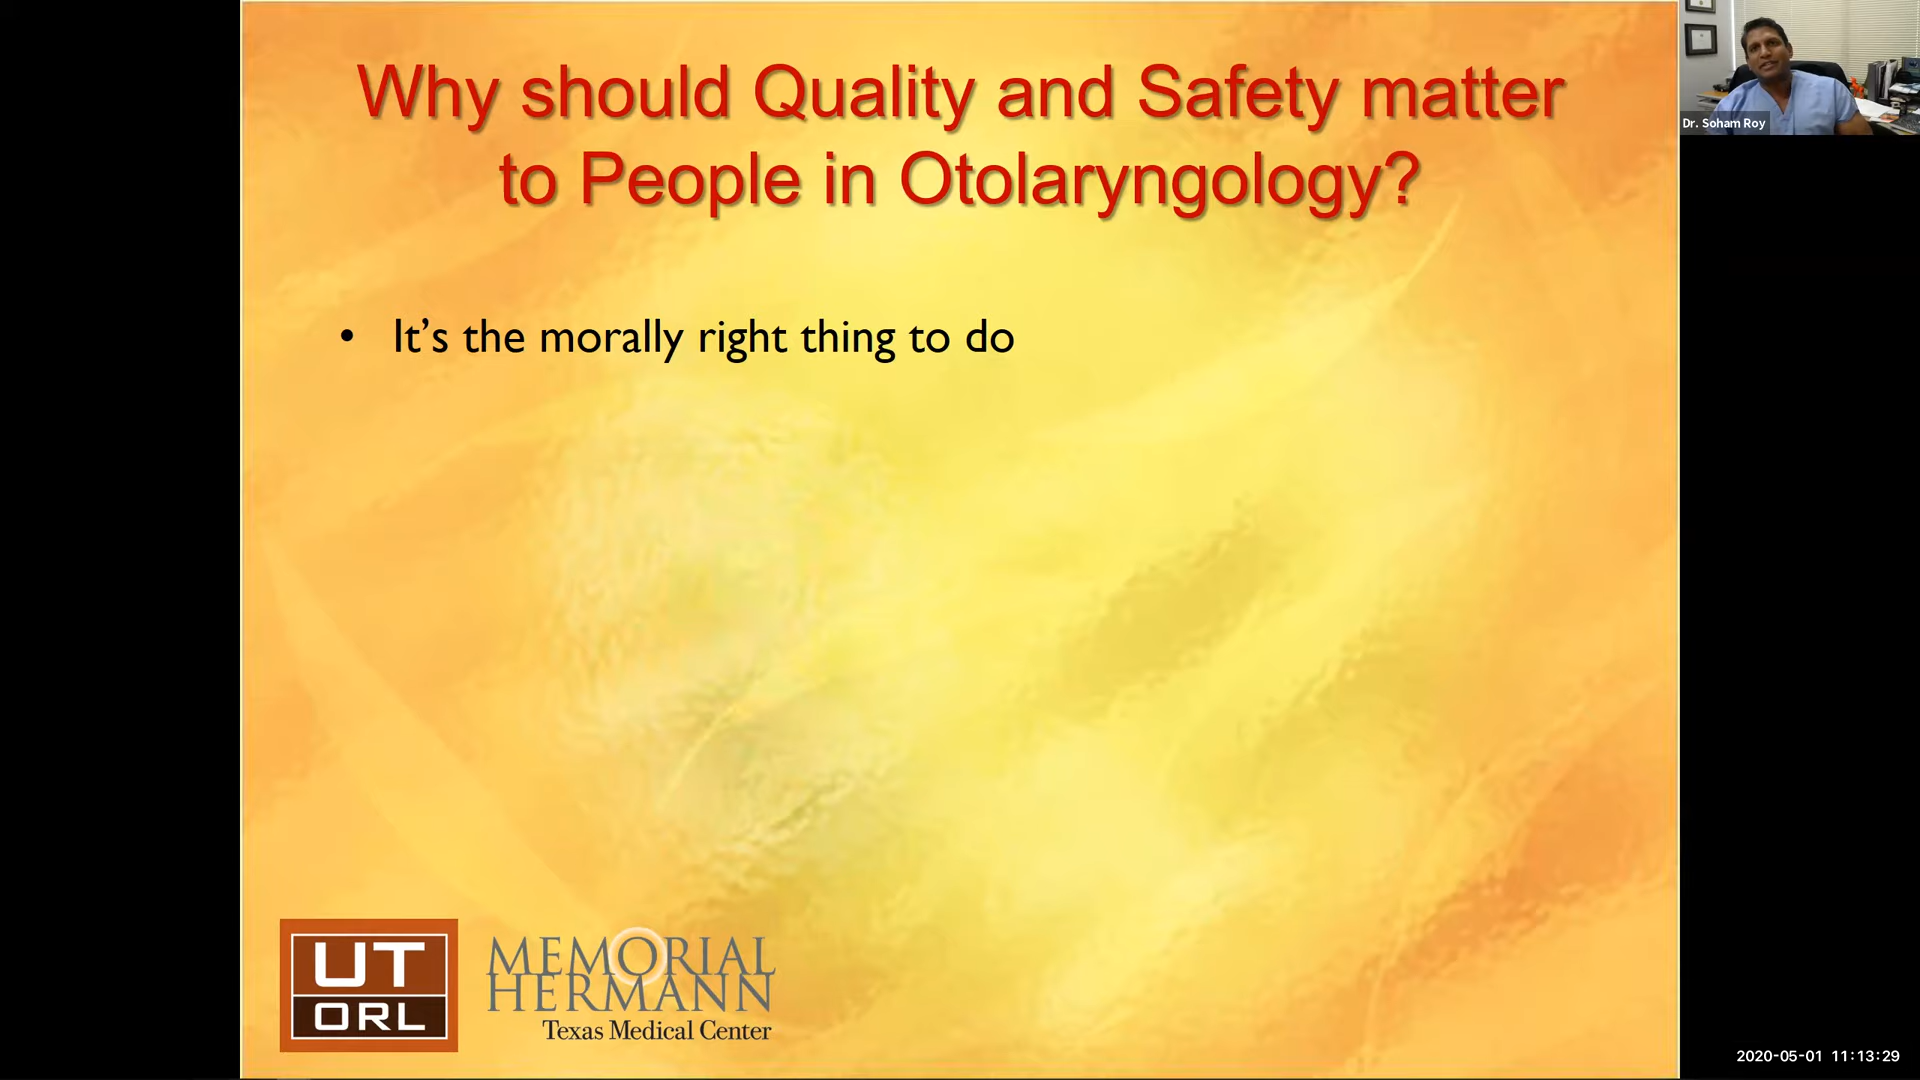 Why should Quality and Safety matter
to People in Otolaryngology?
Dr. Soham Roy
• It’s the morally right thing to do
UT
ORL
MEMORIAL
HERMANN
Texas Medical Center
2020-05-01 11:13:29